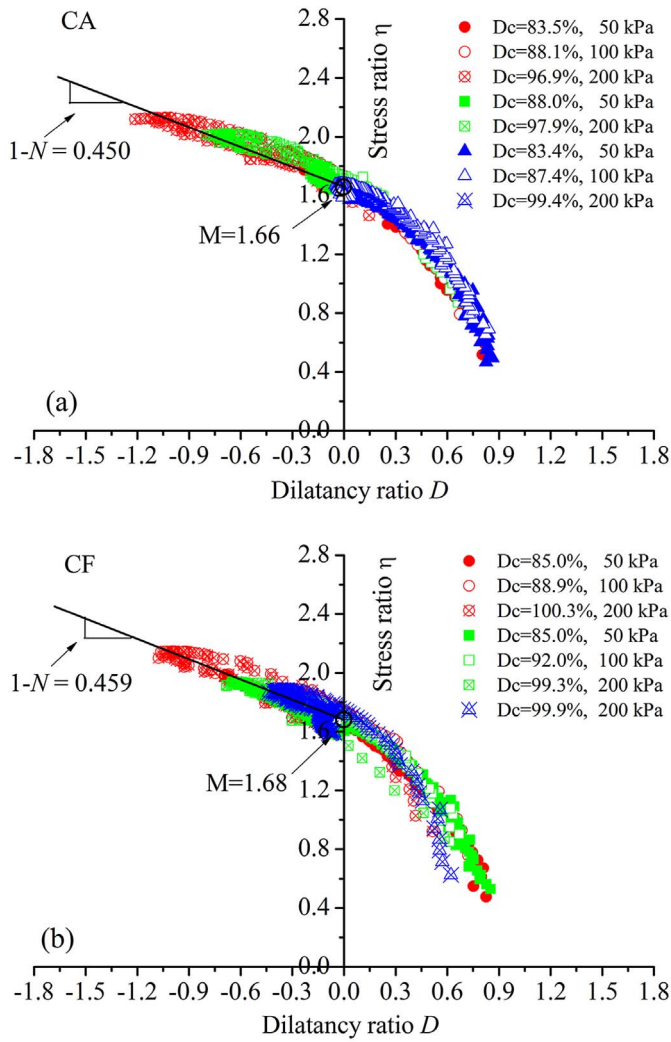 CA
Stress ratio η
Dc=83.5%, 50 kPa
Dc=88.1%, 100 kPa
Dc=96.9%, 200 kPa
Dc=88.0%, 50 kPa
Dc=97.9%, 200 kPa
Dc=83.4%, 50 kPa
Dc=87.4%, 100 kPa
Dc=99.4%, 200 kPa
2.8
2.4
2.0
1.6
1.2
0.8
0.4
0.0
1-N = 0.450
M=1.66
(a)
-1.8 -1.5 -1.2 -0.9 -0.6 -0.3 0.0 0.3 0.6 0.9 1.2 1.5 1.8
Dilatancy ratio D
CF
Stress ratio η
Dc=85.0%, 50 kPa
Dc=88.9%, 100 kPa
Dc=100.3%, 200 kPa
Dc=85.0%, 50 kPa
Dc=92.0%, 100 kPa
Dc=99.3%, 200 kPa
Dc=99.9%, 200 kPa
2.8
2.4
2.0
1.6
1.2
0.8
0.4
0.0
1-N = 0.459
M=1.68
(b)
-1.8 -1.5 -1.2 -0.9 -0.6 -0.3 0.0 0.3 0.6 0.9 1.2 1.5 1.8
Dilatancy ratio D